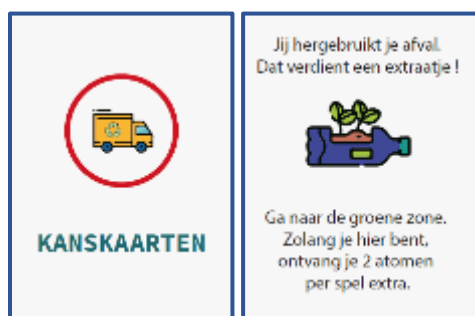 KANSKAARTEN
Jij hergebruikt je afval.
Dat verdient een extraatje !
Ga naar de groene zone.
Zolang je hier bent,
ontvang je 2 atomen
per spel extra.